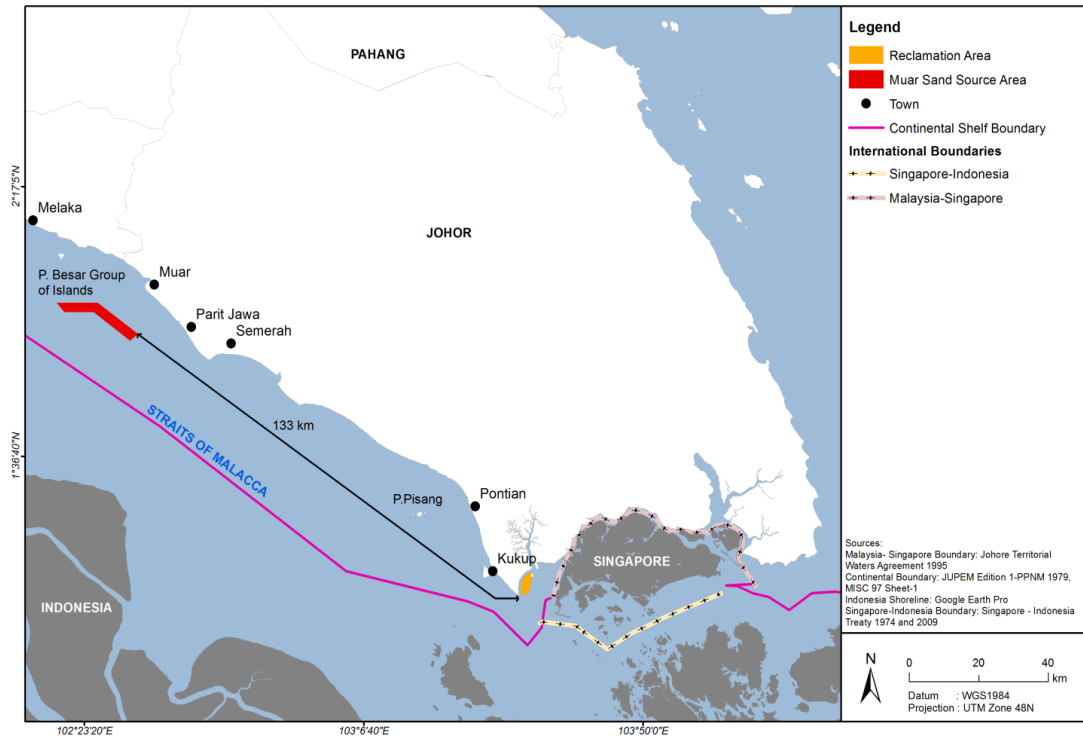 PAHANG
2°17'5"N
Melaka
JOHOR
P. Besar Group
of Islands
Muar
Parit Jawa
Semerah
133 km
STRAITS OF MALACCA
1°36'40"N
P.Pisang
Pontian
Kukup
SINGAPORE
INDONESIA
102°23'20"E
103°6'40"E
103°50'0"E
Legend
Reclamation Area
Muar Sand Source Area
Town
Continental Shelf Boundary
International Boundaries
Singapore-Indonesia
Malaysia-Singapore
Sources:
Malaysia- Singapore Boundary: Johore Territorial
Waters Agreement 1995
Continental Boundary: JUPEM Edition 1-PPNM 1979,
MISC 97 Sheet-1
Indonesia Shoreline: Google Earth Pro
Singapore-Indonesia Boundary: Singapore - Indonesia
Treaty 1974 and 2009
N
0 20 40
km
Datum : WGS1984
Projection : UTM Zone 48N